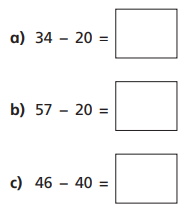 a) 34 – 20 =
b) 57 – 20 =
c) 46 – 40 =